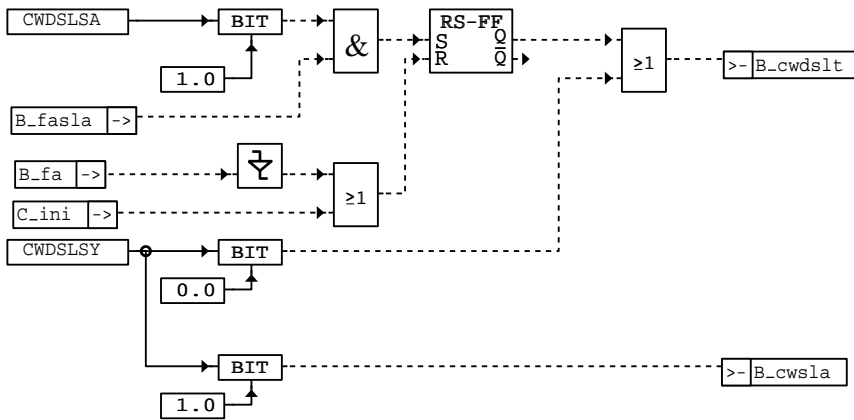 CWDSLSA
BIT
1.0
&
RS-FF
S Q
R Q̅
≥1
>- B_cwdslt
B_fasla ->
B_fa ->
≥1
C_ini ->
CWDSLSY
BIT
0.0
BIT
1.0
>- B_cwsla